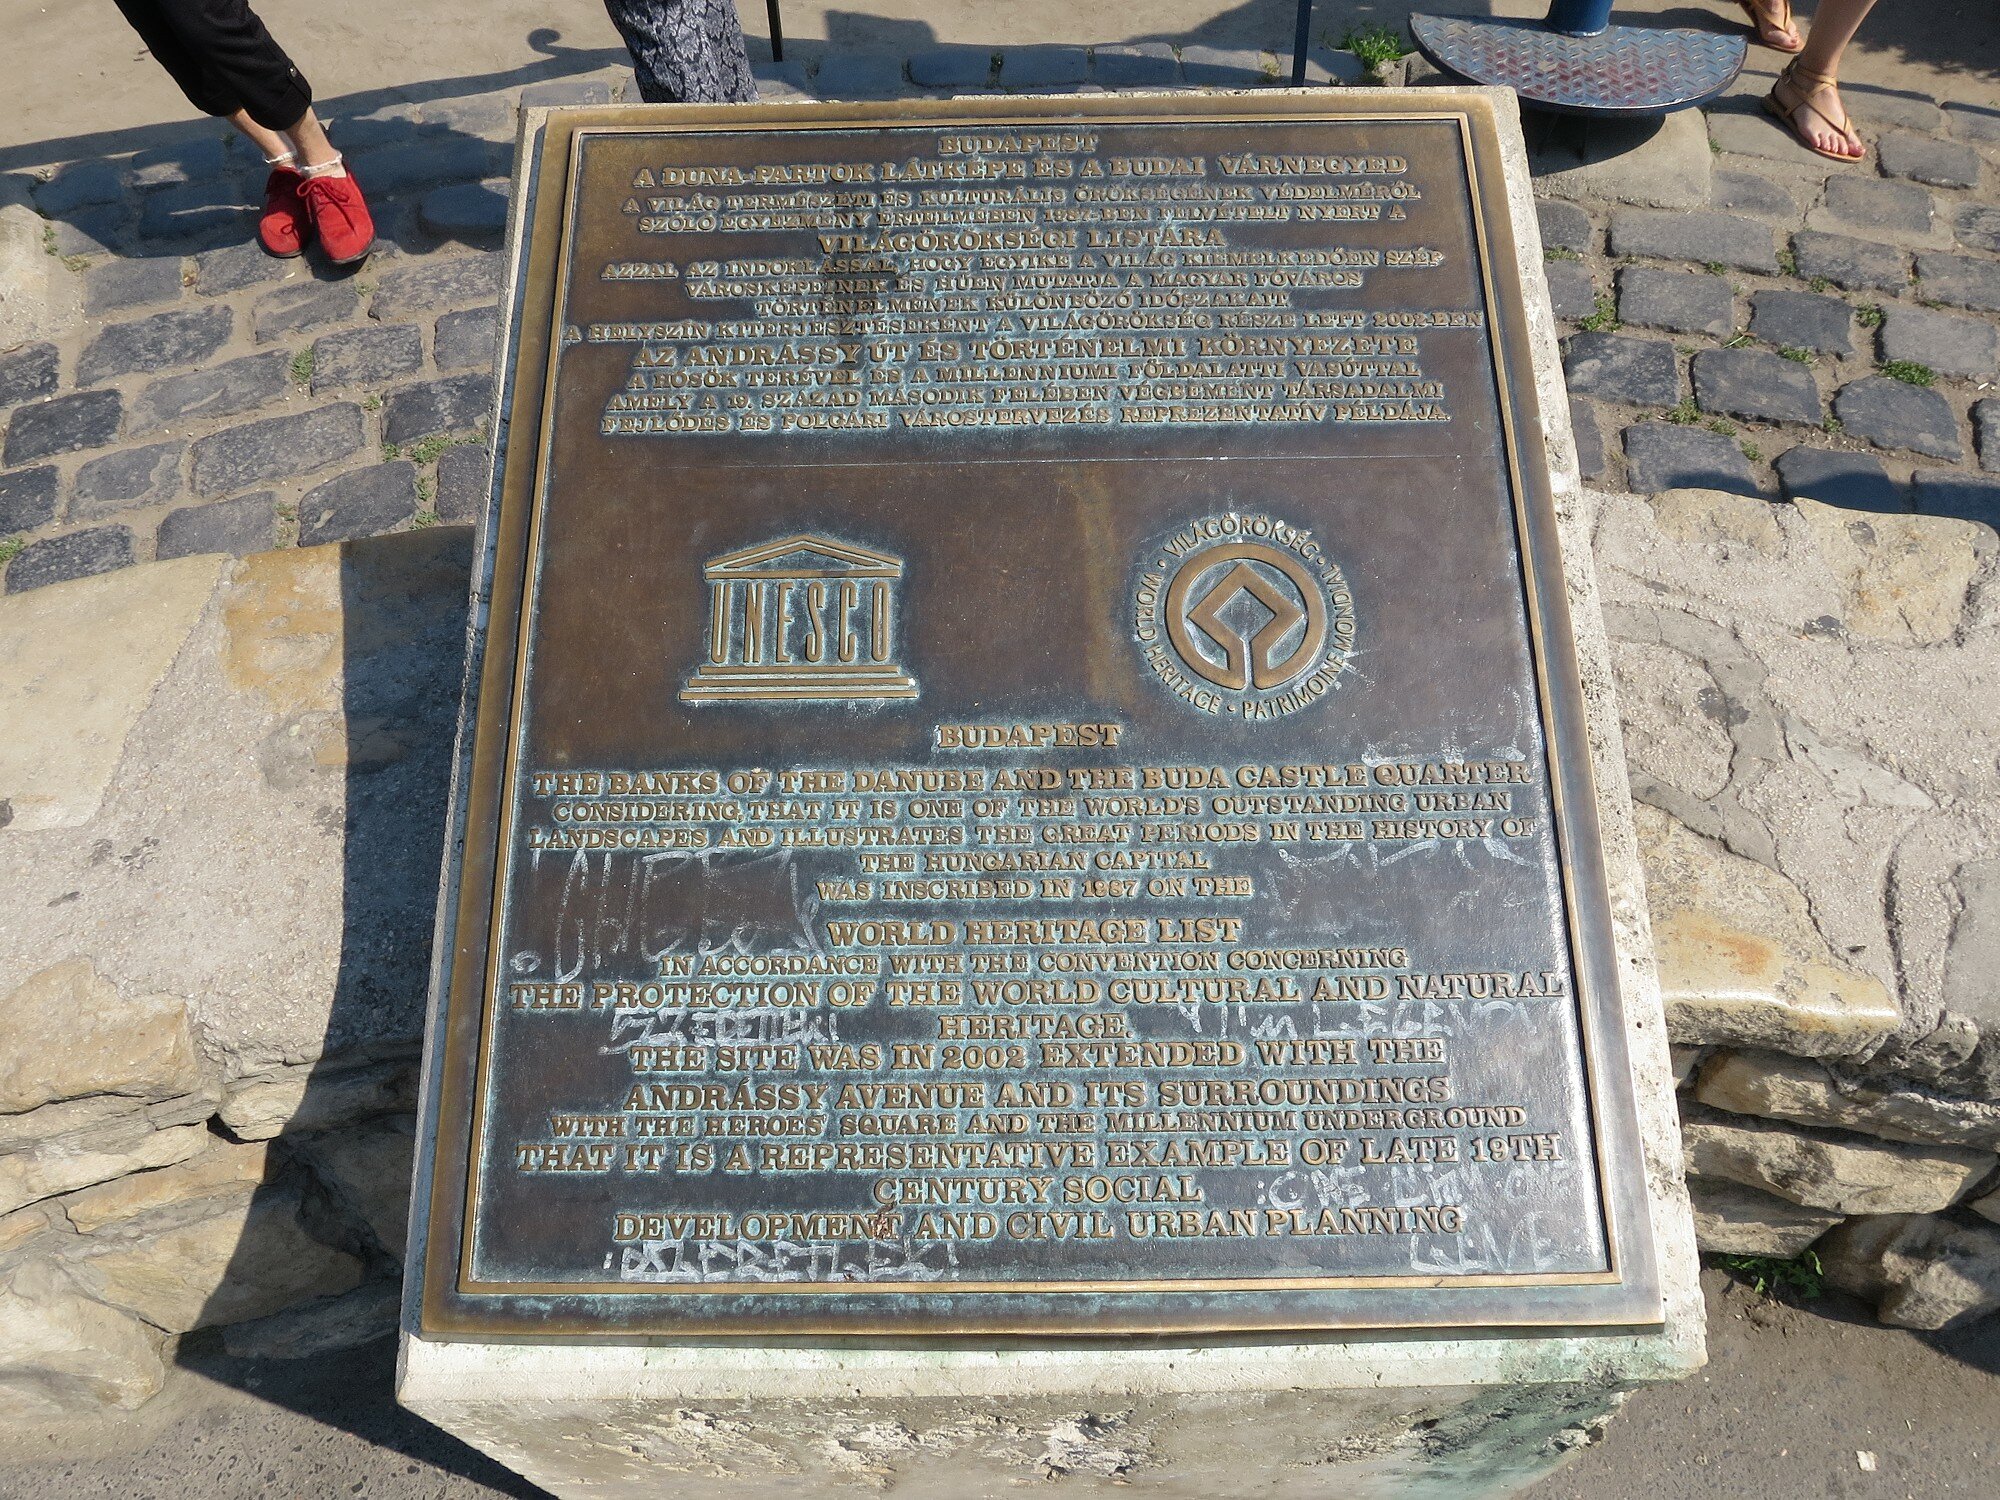 BUDAPEST
A DUNA-PARTOK LÁTKÉPE ÉS A BUDAI VÁRNEGYED
A VILÁG TERMÉSZETI ÉS KULTURÁLIS ÖRÖKSÉGÉNEK VÉDELMÉRŐL
SZÓLÓ EGYEZMÉNY ÉRTELMÉBEN 1987-BEN FELVÉTELT NYERT A
VILÁGÖRÖKSÉGI LISTÁRA
AZZAL AZ INDOKLÁSSAL, HOGY EGYIKE A VILÁG KIEMELKEDŐEN SZÉP
VÁROSKÉPEINEK ÉS HŰEN MUTATJA A MAGYAR FŐVÁROS
TÖRTÉNELMÉNEK KÜLÖNBÖZŐ IDŐSZAKAIT
A HELYSZÍN KITERJESZTÉSEKÉNT A VILÁGÖRÖKSÉG RÉSZE LETT 2002-BEN
AZ ANDRÁSSY ÚT ÉS TÖRTÉNELMI KÖRNYEZETE
A HŐSÖK TERÉVEL ÉS A MILLENNIUMI FÖLDALATTI VASÚTTAL
AMELY A 19. SZÁZAD MÁSODIK FELÉBEN VÉGBEMENT TÁRSADALMI
FEJLŐDÉS ÉS POLGÁRI VÁROSTERVEZÉS REPREZENTATÍV PÉLDÁJA.
UNESCO
VILÁGÖRÖKSÉG · WORLD HERITAGE · PATRIMOINE MONDIAL ·
BUDAPEST
THE BANKS OF THE DANUBE AND THE BUDA CASTLE QUARTER
CONSIDERING, THAT IT IS ONE OF THE WORLD'S OUTSTANDING URBAN
LANDSCAPES AND ILLUSTRATES THE GREAT PERIODS IN THE HISTORY OF
THE HUNGARIAN CAPITAL
WAS INSCRIBED IN 1987 ON THE
WORLD HERITAGE LIST
IN ACCORDANCE WITH THE CONVENTION CONCERNING
THE PROTECTION OF THE WORLD CULTURAL AND NATURAL
HERITAGE.
THE SITE WAS IN 2002 EXTENDED WITH THE
ANDRÁSSY AVENUE AND ITS SURROUNDINGS
WITH THE HEROES' SQUARE AND THE MILLENNIUM UNDERGROUND
THAT IT IS A REPRESENTATIVE EXAMPLE OF LATE 19TH
CENTURY SOCIAL
DEVELOPMENT AND CIVIL URBAN PLANNING